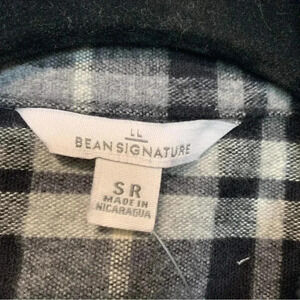 LL
BEAN SIGNATURE
S R
MADE IN
NICARAGUA